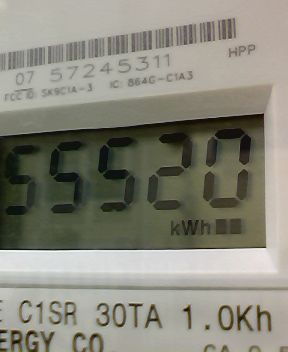 07 57245311
HPP
FCC ID: SK9C1A-3 IC: 864G-C1A3
55520
kWh
C1SR 30TA 1.0Kh
ERGY CO